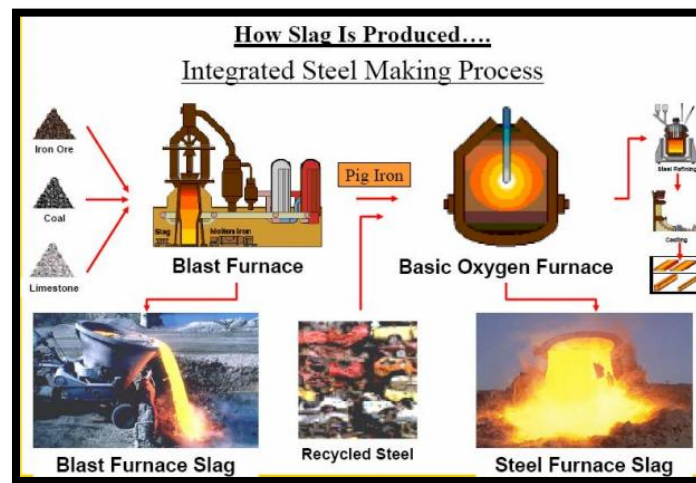 How Slag Is Produced….
Integrated Steel Making Process
Iron Ore
Coal
Limestone
Slag
Molten Iron
Blast Furnace
Pig Iron
Basic Oxygen Furnace
Steel Refining
Casting
Blast Furnace Slag
Recycled Steel
Steel Furnace Slag